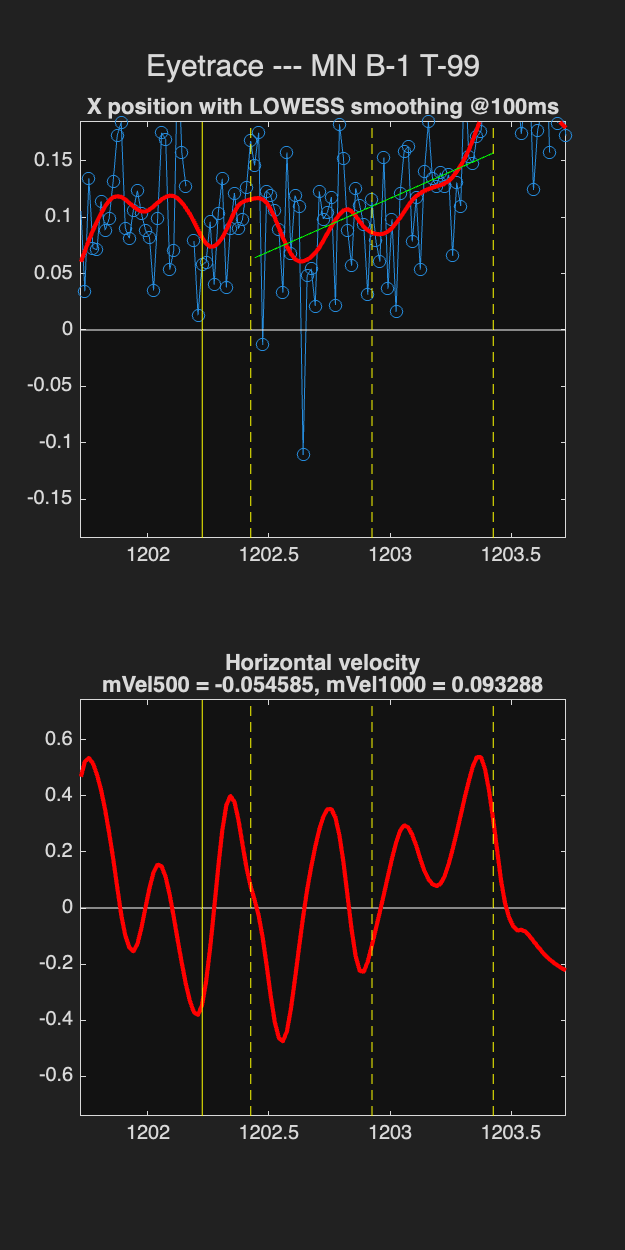 Eyetrace --- MN B-1 T-99
X position with LOWESS smoothing @100ms
0.15
0.1
0.05
0
-0.05
-0.1
-0.15
1202 1202.5 1203 1203.5
Horizontal velocity
mVel500 = -0.054585, mVel1000 = 0.093288
0.6
0.4
0.2
0
-0.2
-0.4
-0.6
1202 1202.5 1203 1203.5